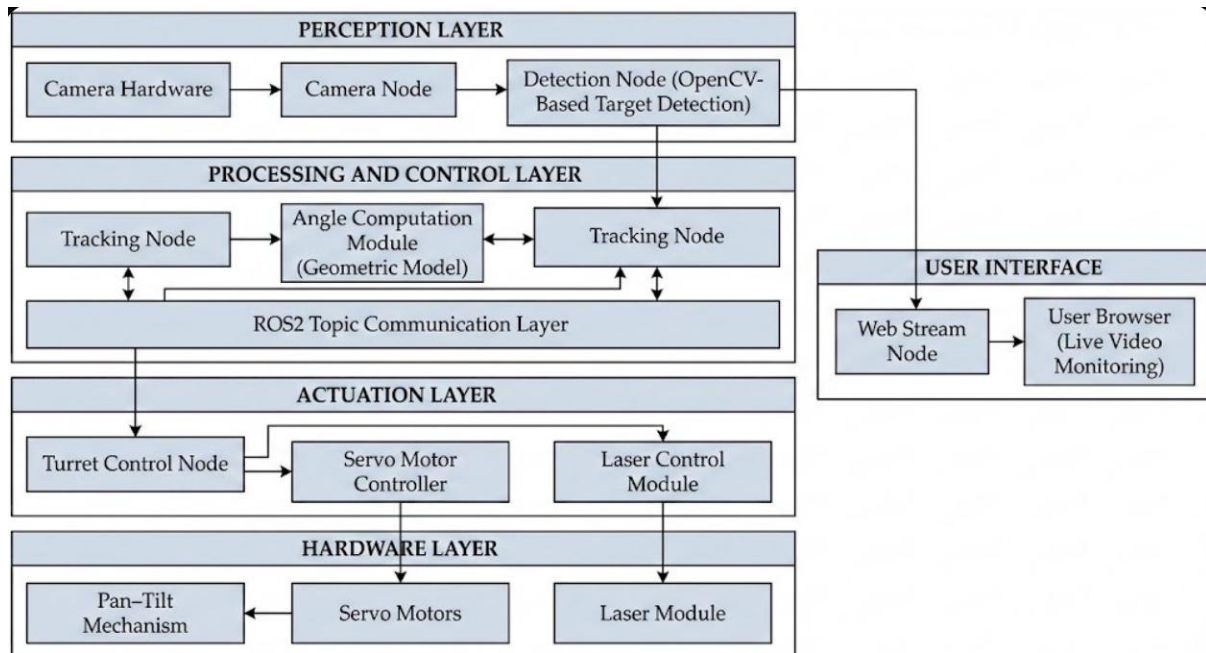 PERCEPTION LAYER
Camera Hardware
Camera Node
Detection Node (OpenCV-
Based Target Detection)
PROCESSING AND CONTROL LAYER
Tracking Node
Angle Computation
Module
(Geometric Model)
Tracking Node
ROS2 Topic Communication Layer
USER INTERFACE
Web Stream
Node
User Browser
(Live Video
Monitoring)
ACTUATION LAYER
Turret Control Node
Servo Motor
Controller
Laser Control
Module
HARDWARE LAYER
Pan–Tilt
Mechanism
Servo Motors
Laser Module